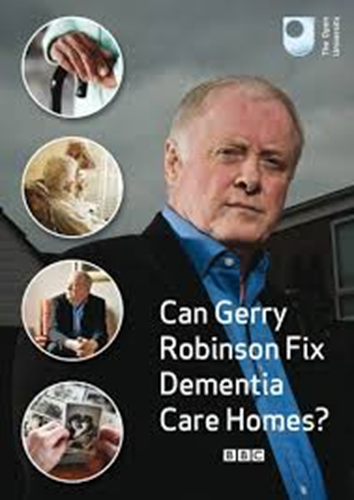 The Open
University
Can Gerry
Robinson Fix
Dementia
Care Homes?
BBC